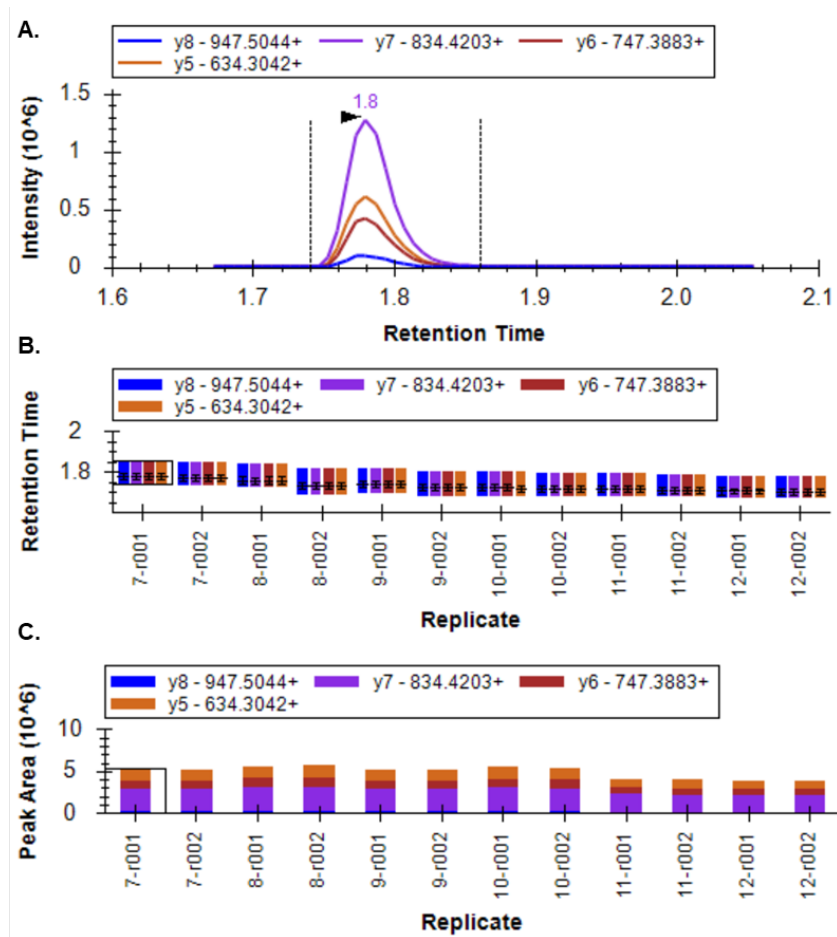 A.
y8 - 947.5044+ y7 - 834.4203+ y6 - 747.3883+
y5 - 634.3042+
Intensity (10^6)
1.5
1
0.5
0
1.8
1.6 1.7 1.8 1.9 2.0 2.1
Retention Time
B.
y8 - 947.5044+ y7 - 834.4203+ y6 - 747.3883+
y5 - 634.3042+
Retention Time
2
1.8
7-r001 7-r002 8-r001 8-r002 9-r001 9-r002 10-r001 10-r002 11-r001 11-r002 12-r001 12-r002
Replicate
C.
y8 - 947.5044+ y7 - 834.4203+ y6 - 747.3883+
y5 - 634.3042+
Peak Area (10^6)
10
5
0
7-r001 7-r002 8-r001 8-r002 9-r001 9-r002 10-r001 10-r002 11-r001 11-r002 12-r001 12-r002
Replicate